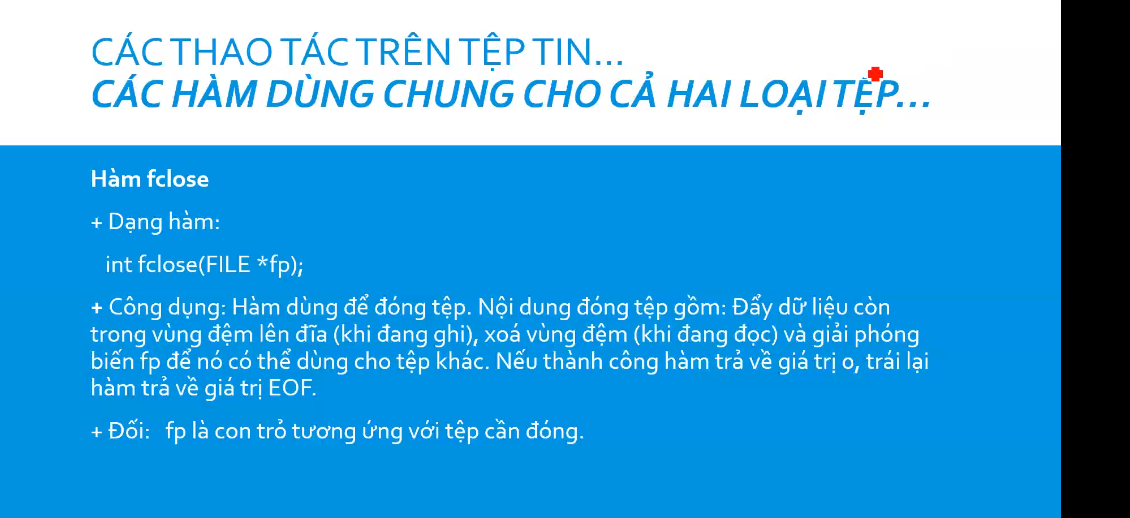 CÁC THAO TÁC TRÊN TỆP TIN...
CÁC HÀM DÙNG CHUNG CHO CẢ HAI LOẠI TỆP...
Hàm fclose
+ Dạng hàm:
int fclose(FILE *fp);
+ Công dụng: Hàm dùng để đóng tệp. Nội dung đóng tệp gồm: Đẩy dữ liệu còn
trong vùng đệm lên đĩa (khi đang ghi), xoá vùng đệm (khi đang đọc) và giải phóng
biến fp để nó có thể dùng cho tệp khác. Nếu thành công hàm trả về giá trị 0, trái lại
hàm trả về giá trị EOF.
+ Đối: fp là con trỏ tương ứng với tệp cần đóng.